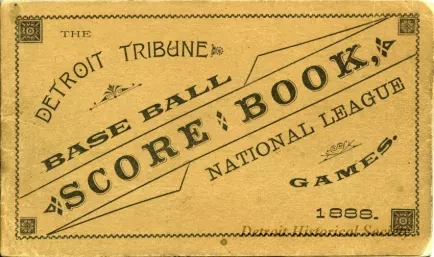 THE
DETROIT TRIBUNE
BASE BALL
SCORE BOOK,
NATIONAL LEAGUE
GAMES.
1888.
Detroit Historical Society